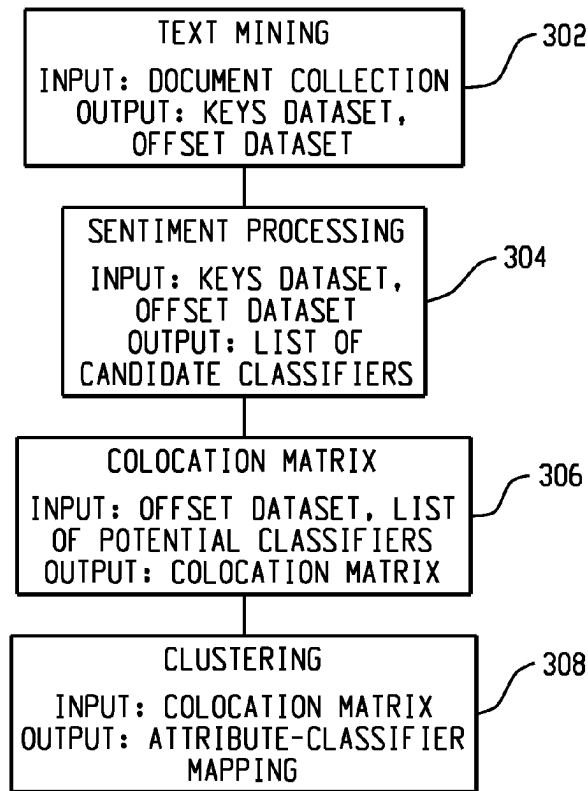 TEXT MINING
302
INPUT: DOCUMENT COLLECTION
OUTPUT: KEYS DATASET,
OFFSET DATASET
SENTIMENT PROCESSING
304
INPUT: KEYS DATASET,
OFFSET DATASET
OUTPUT: LIST OF
CANDIDATE CLASSIFIERS
COLOCATION MATRIX
306
INPUT: OFFSET DATASET, LIST
OF POTENTIAL CLASSIFIERS
OUTPUT: COLOCATION MATRIX
CLUSTERING
308
INPUT: COLOCATION MATRIX
OUTPUT: ATTRIBUTE-CLASSIFIER
MAPPING